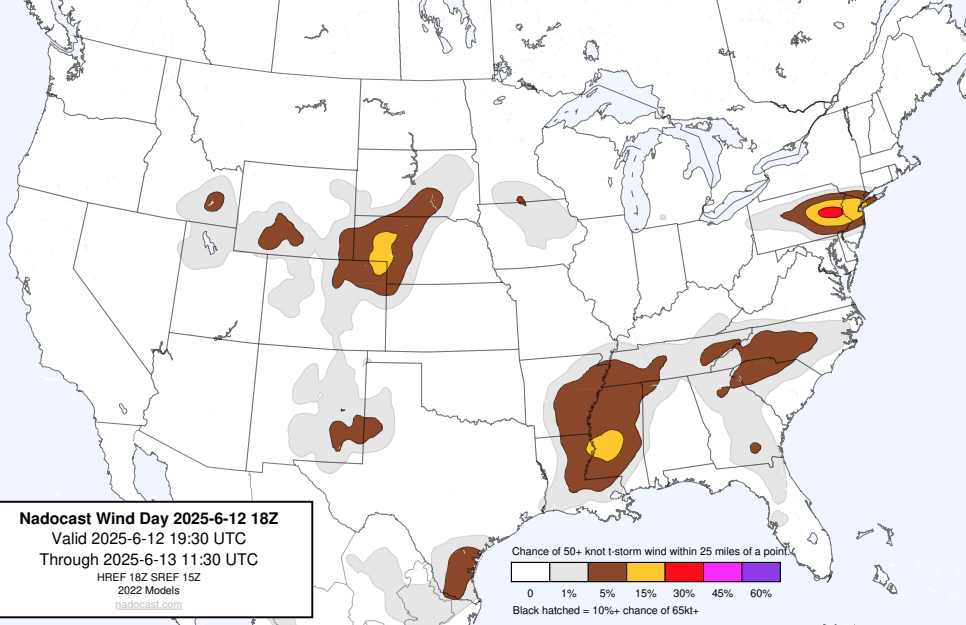 Nadocast Wind Day 2025-6-12 18Z
Valid 2025-6-12 19:30 UTC
Through 2025-6-13 11:30 UTC
HREF 18Z SREF 15Z
2022 Models
nadocast.com
Chance of 50+ knot t-storm wind within 25 miles of a point.
0 1% 5% 15% 30% 45% 60%
Black hatched = 10%+ chance of 65kt+